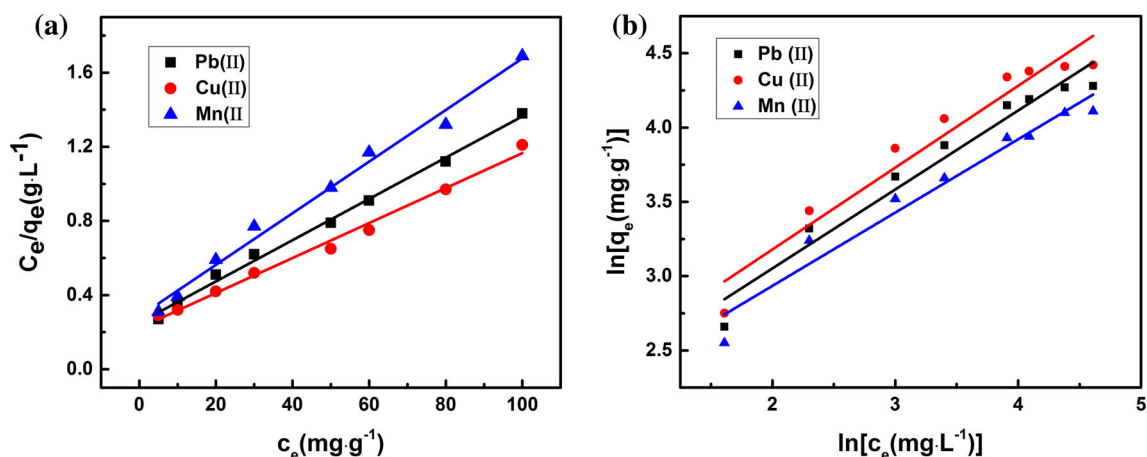 (a)
Pb(II)
Cu(II)
Mn(II
1.6
1.2
0.8
0.4
0.0
0 20 40 60 80 100
Ce/qe(g·L-1)
ce(mg·g-1)
(b)
Pb (II)
Cu (II)
Mn (II)
4.5
4.0
3.5
3.0
2.5
2 3 4 5
ln[qe(mg·g-1)]
ln[ce(mg·L-1)]